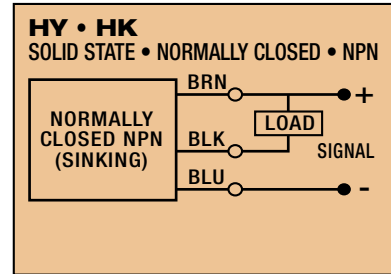 HY • HK
SOLID STATE • NORMALLY CLOSED • NPN
BRN
+
NORMALLY
CLOSED NPN
(SINKING)
LOAD
BLK
SIGNAL
BLU
-